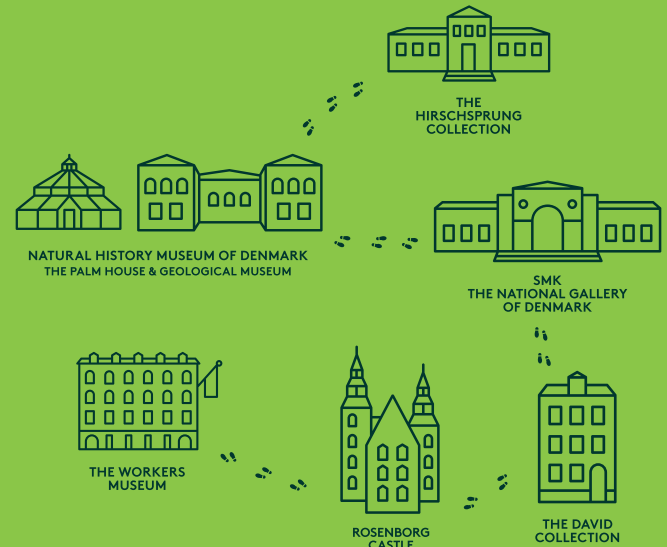 THE
HIRSCHSPRUNG
COLLECTION
NATURAL HISTORY MUSEUM OF DENMARK
THE PALM HOUSE & GEOLOGICAL MUSEUM
SMK
THE NATIONAL GALLERY
OF DENMARK
THE WORKERS
MUSEUM
ROSENBORG
CASTLE
THE DAVID
COLLECTION